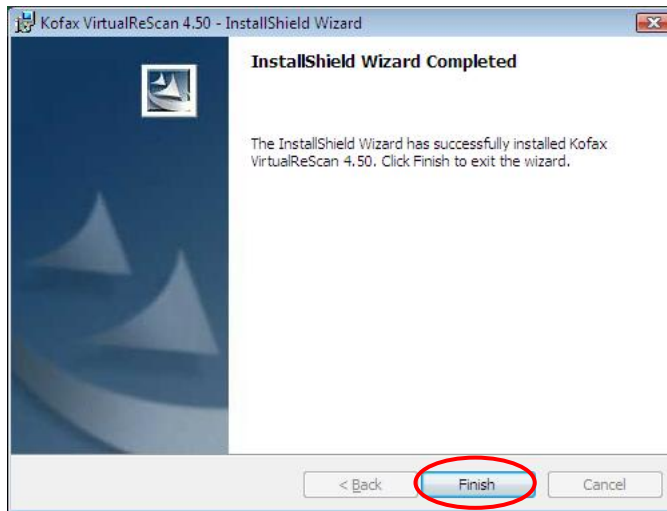 Kofax VirtualReScan 4.50 - InstallShield Wizard
InstallShield Wizard Completed
The InstallShield Wizard has successfully installed Kofax
VirtualReScan 4.50. Click Finish to exit the wizard.
< Back Finish Cancel